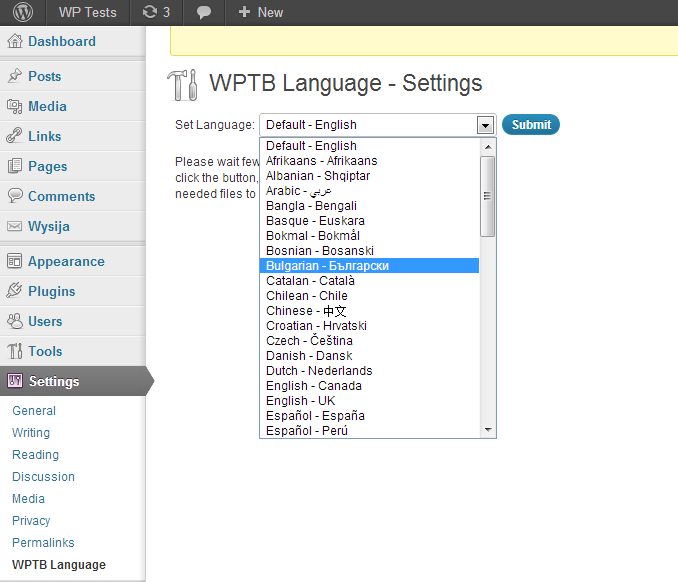 WP Tests 3 + New
Dashboard
Posts
Media
Links
Pages
Comments
Wysija
Appearance
Plugins
Users
Tools
Settings
General
Writing
Reading
Discussion
Media
Privacy
Permalinks
WPTB Language
WPTB Language - Settings
Set Language: Default - English Submit
Please wait few
click the button,
needed files to
Default - English
Afrikaans - Afrikaans
Albanian - Shqiptar
Arabic - عربي
Bangla - Bengali
Basque - Euskara
Bokmal - Bokmål
Bosnian - Bosanski
Bulgarian - Български
Catalan - Català
Chilean - Chile
Chinese - 中文
Croatian - Hrvatski
Czech - Čeština
Danish - Dansk
Dutch - Nederlands
English - Canada
English - UK
Español - España
Español - Perú